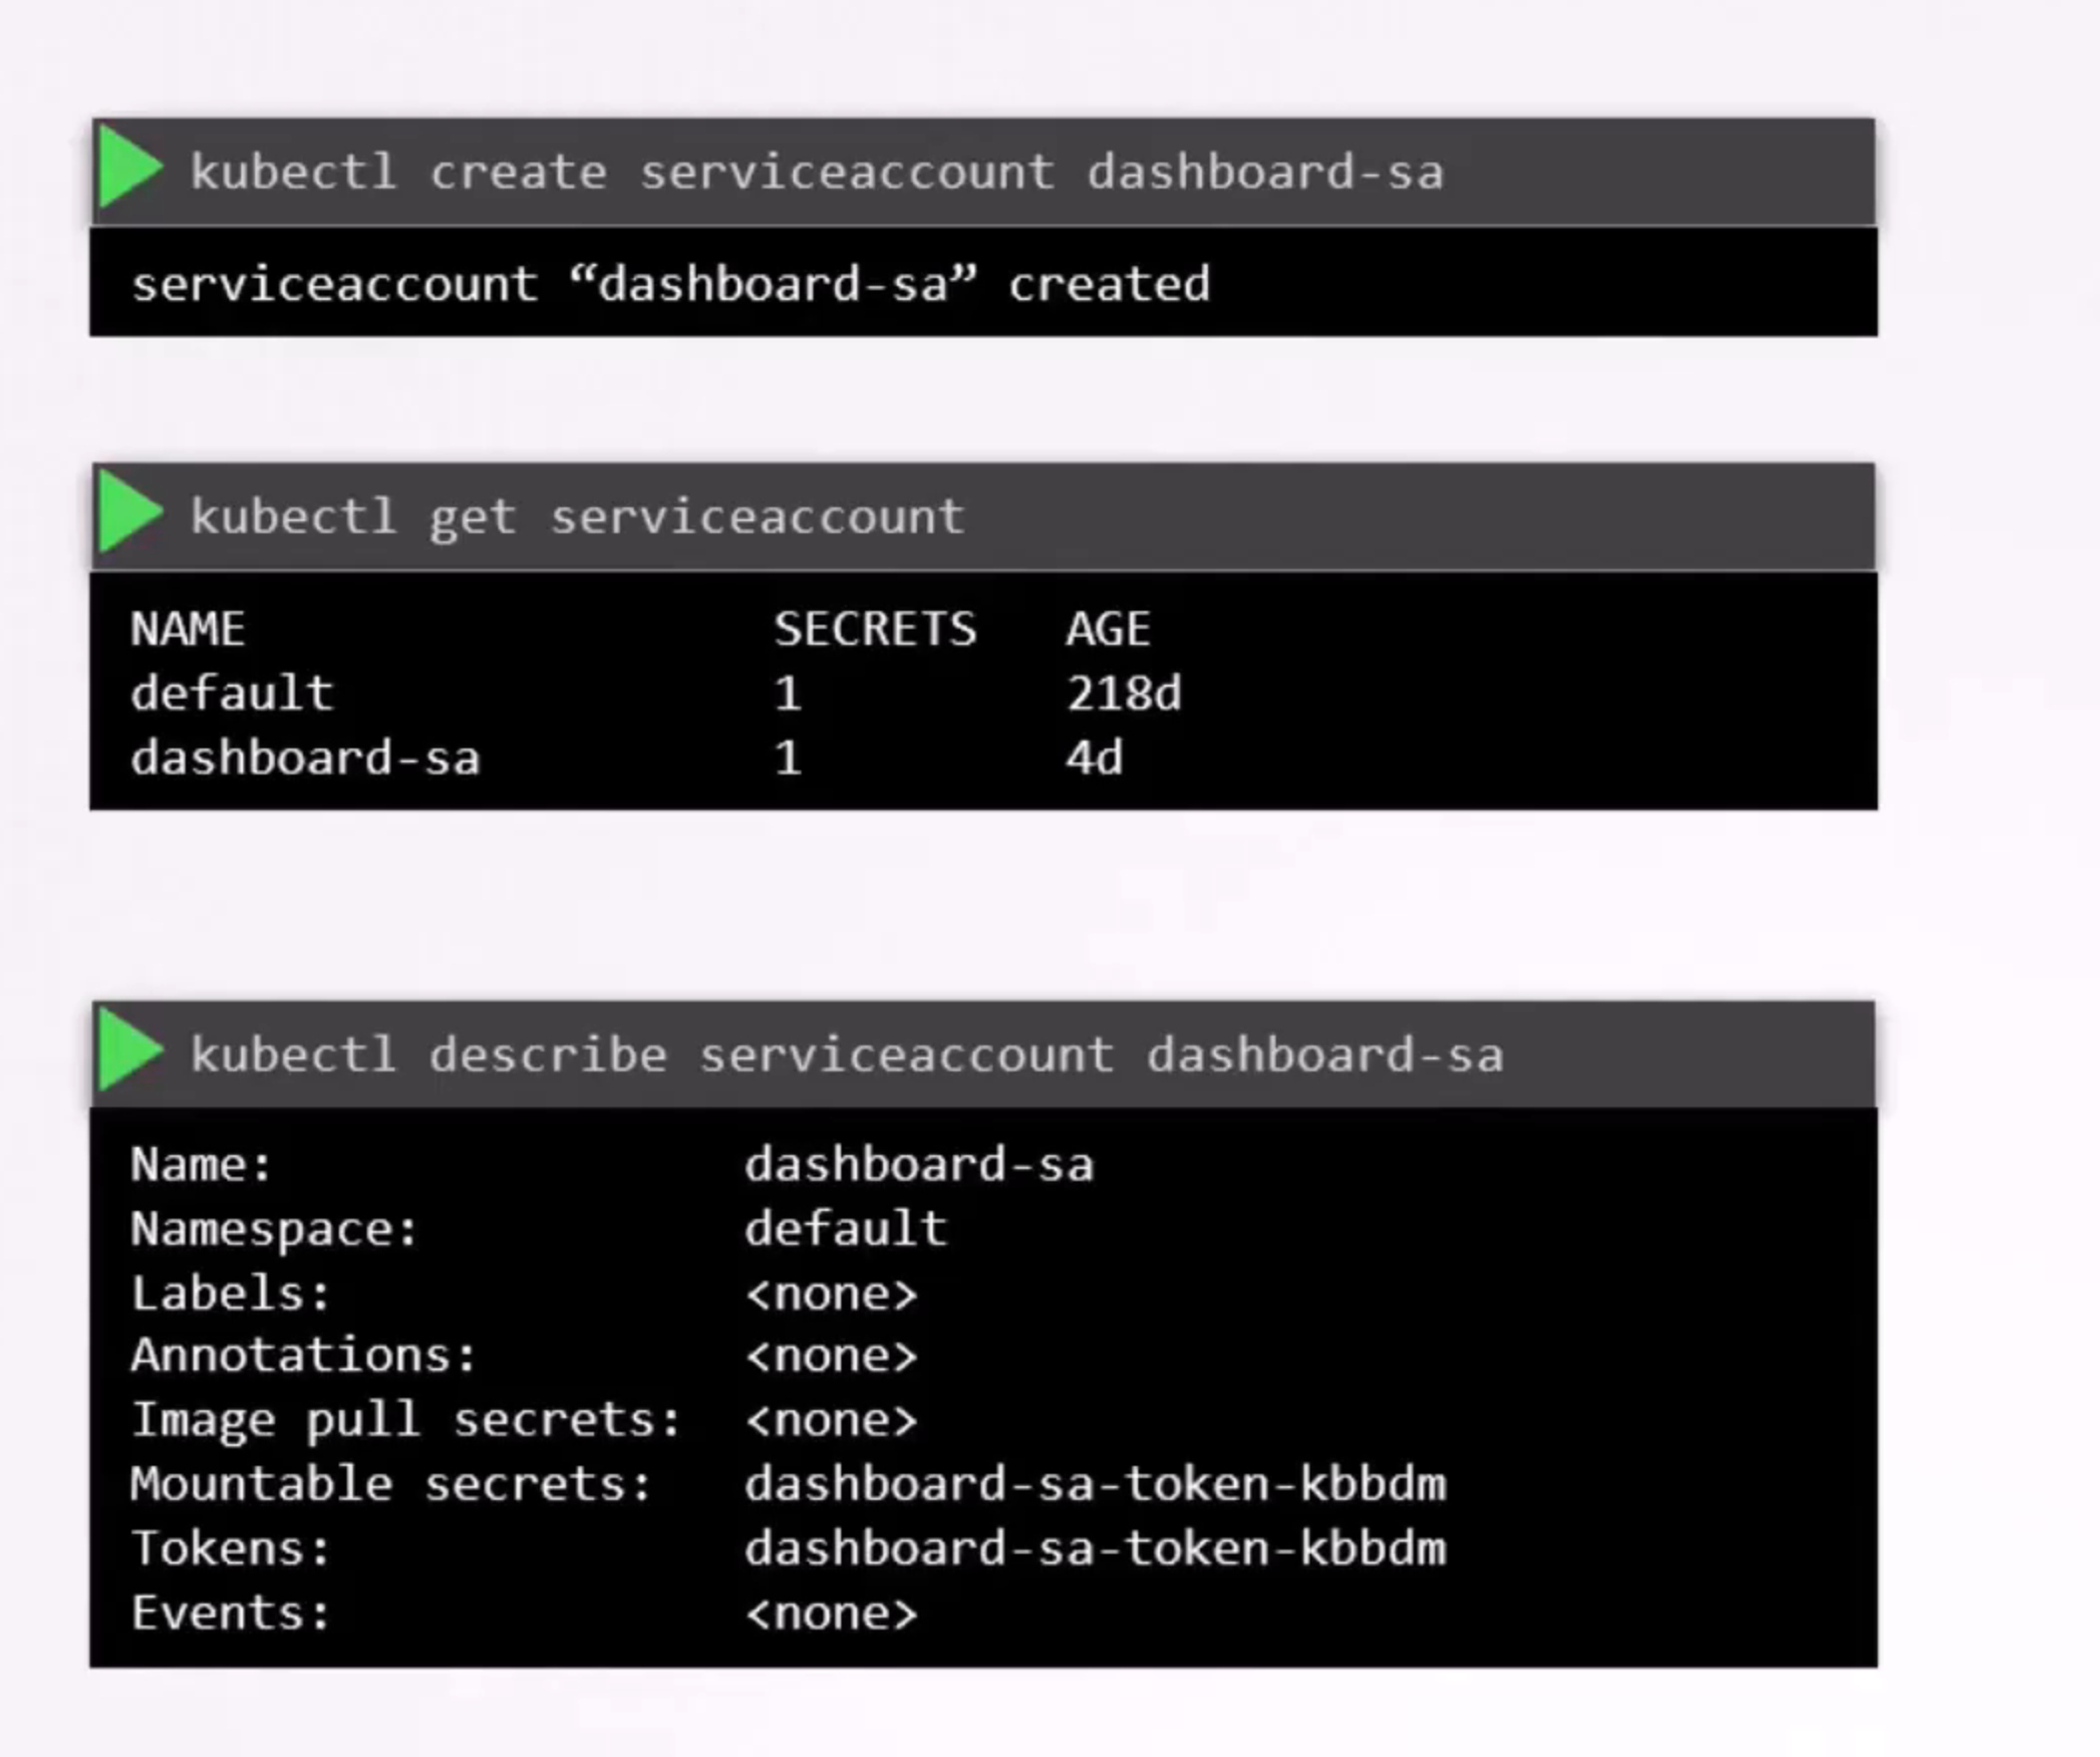 kubectl create serviceaccount dashboard-sa
serviceaccount “dashboard-sa” created
kubectl get serviceaccount
NAME SECRETS AGE
default 1 218d
dashboard-sa 1 4d
kubectl describe serviceaccount dashboard-sa
Name: dashboard-sa
Namespace: default
Labels: <none>
Annotations: <none>
Image pull secrets: <none>
Mountable secrets: dashboard-sa-token-kbbdm
Tokens: dashboard-sa-token-kbbdm
Events: <none>